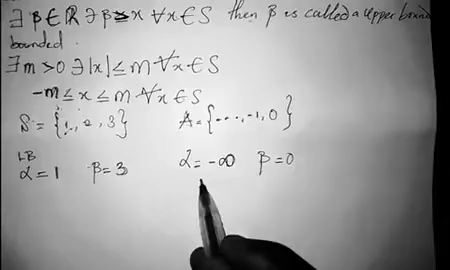 ∃ β ∈ ℝ ∋ β ≥ x ∀ x ∈ S then β is called a upper bound
bounded.
∃ m > 0 ∋ |x| ≤ m ∀ x ∈ S
-m ≤ x ≤ m ∀ x ∈ S
S = {1, 2, 3} A = {..., -1, 0}
LB
α = 1 β = 3 α = -∞ β = 0